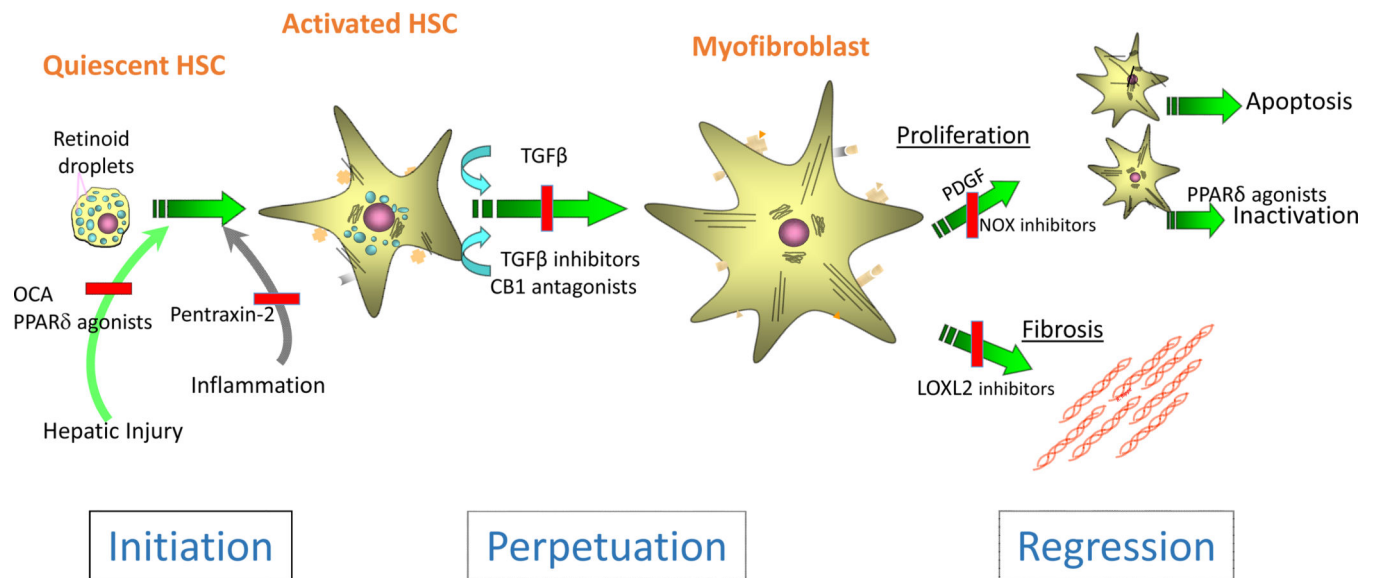 Quiescent HSC
Activated HSC
Myofibroblast
Retinoid
droplets
OCA
PPARδ agonists
Pentraxin-2
Inflammation
Hepatic Injury
TGFβ
TGFβ inhibitors
CB1 antagonists
Proliferation
PDGF
NOX inhibitors
Apoptosis
PPARδ agonists
Inactivation
Fibrosis
LOXL2 inhibitors
Initiation
Perpetuation
Regression